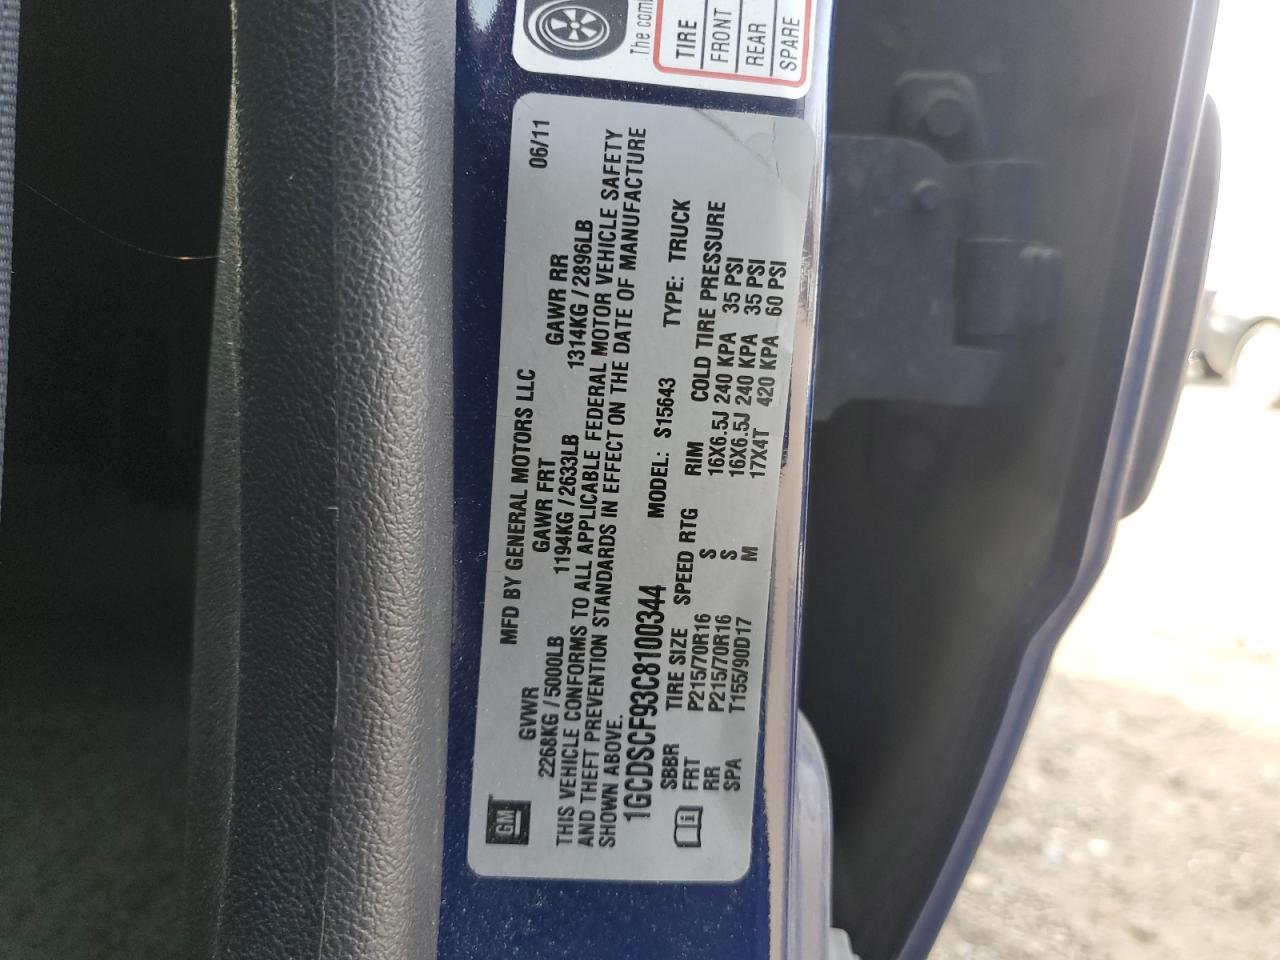 The com
TIRE
FRONT
REAR
SPARE
GM
MFD BY GENERAL MOTORS LLC 06/11
GVWR GAWR FRT GAWR RR
2268KG / 5000LB 1194KG / 2633LB 1314KG / 2896LB
THIS VEHICLE CONFORMS TO ALL APPLICABLE FEDERAL MOTOR VEHICLE SAFETY
AND THEFT PREVENTION STANDARDS IN EFFECT ON THE DATE OF MANUFACTURE
SHOWN ABOVE.
1GCDSCF93C8100344 MODEL: S15643 TYPE: TRUCK
SBBR TIRE SIZE SPEED RTG RIM COLD TIRE PRESSURE
FRT P215/70R16 S 16X6.5J 240 KPA 35 PSI
RR P215/70R16 S 16X6.5J 240 KPA 35 PSI
SPA T155/90D17 M 17X4T 420 KPA 60 PSI